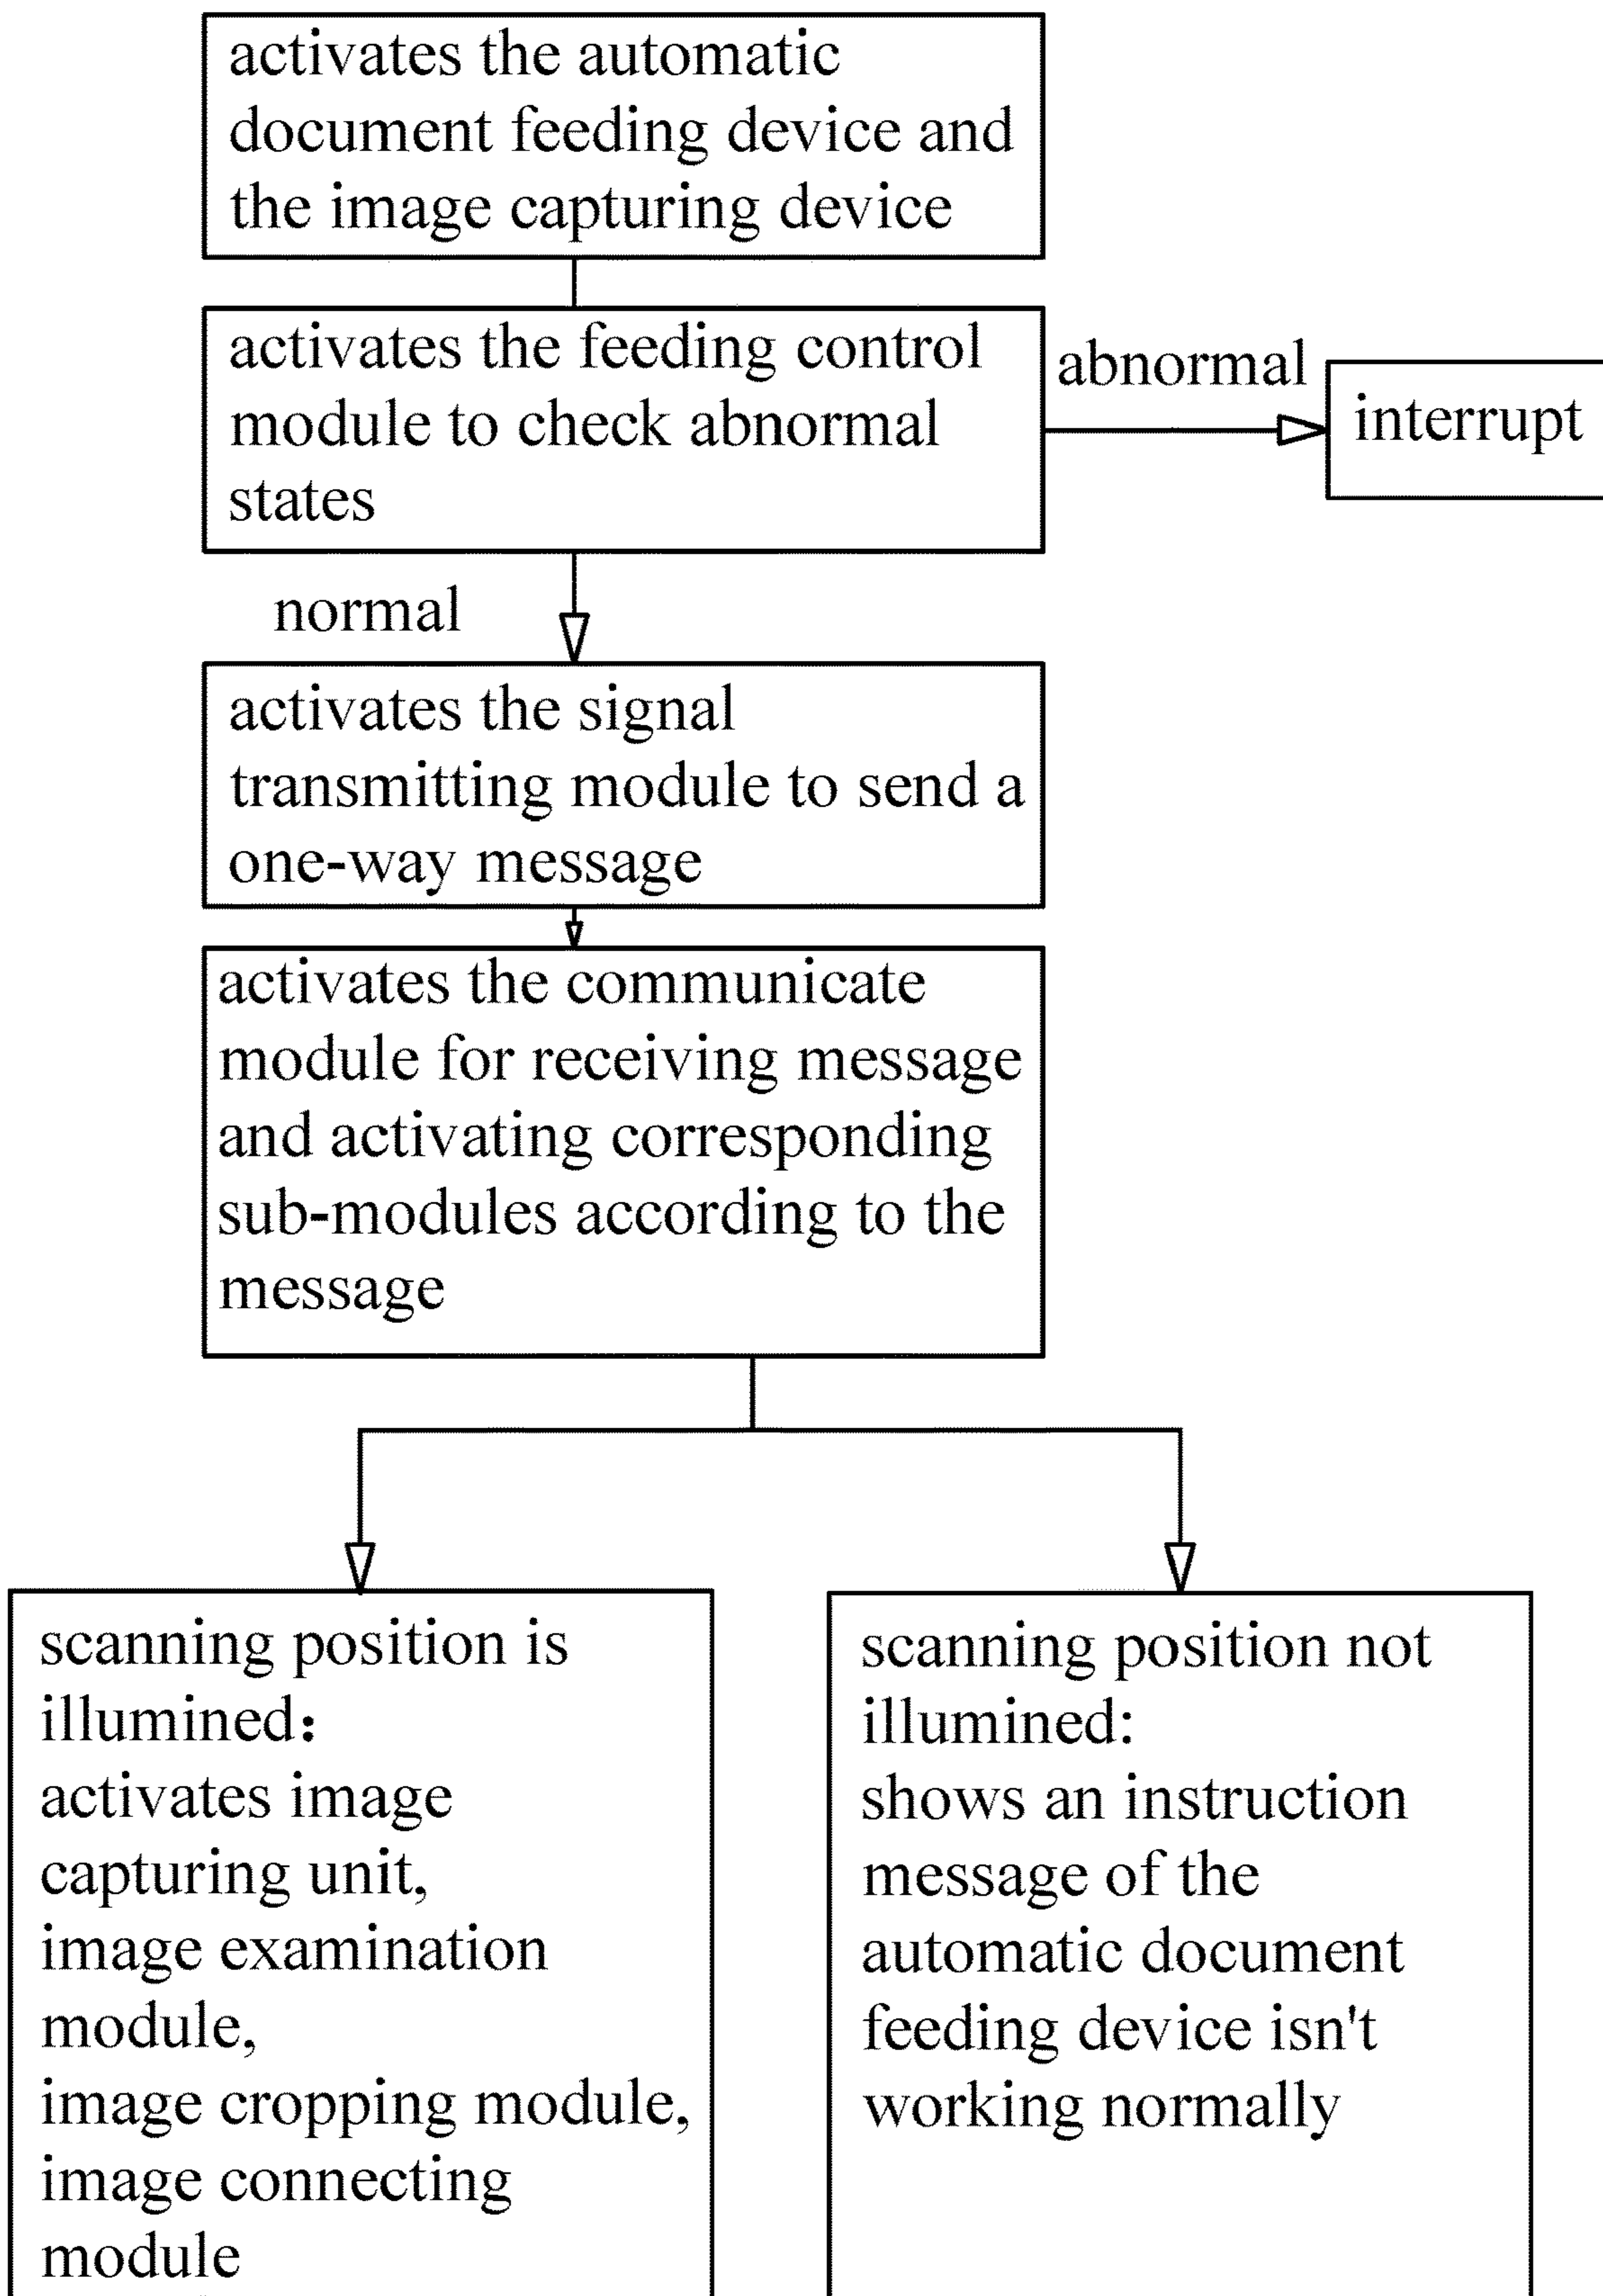 activates the automatic
document feeding device and
the image capturing device
activates the feeding control
module to check abnormal
states
abnormal
interrupt
normal
activates the signal
transmitting module to send a
one-way message
activates the communicate
module for receiving message
and activating corresponding
sub-modules according to the
message
scanning position is
illumined：
activates image
capturing unit,
image examination
module,
image cropping module,
image connecting
module
scanning position not
illumined:
shows an instruction
message of the
automatic document
feeding device isn't
working normally